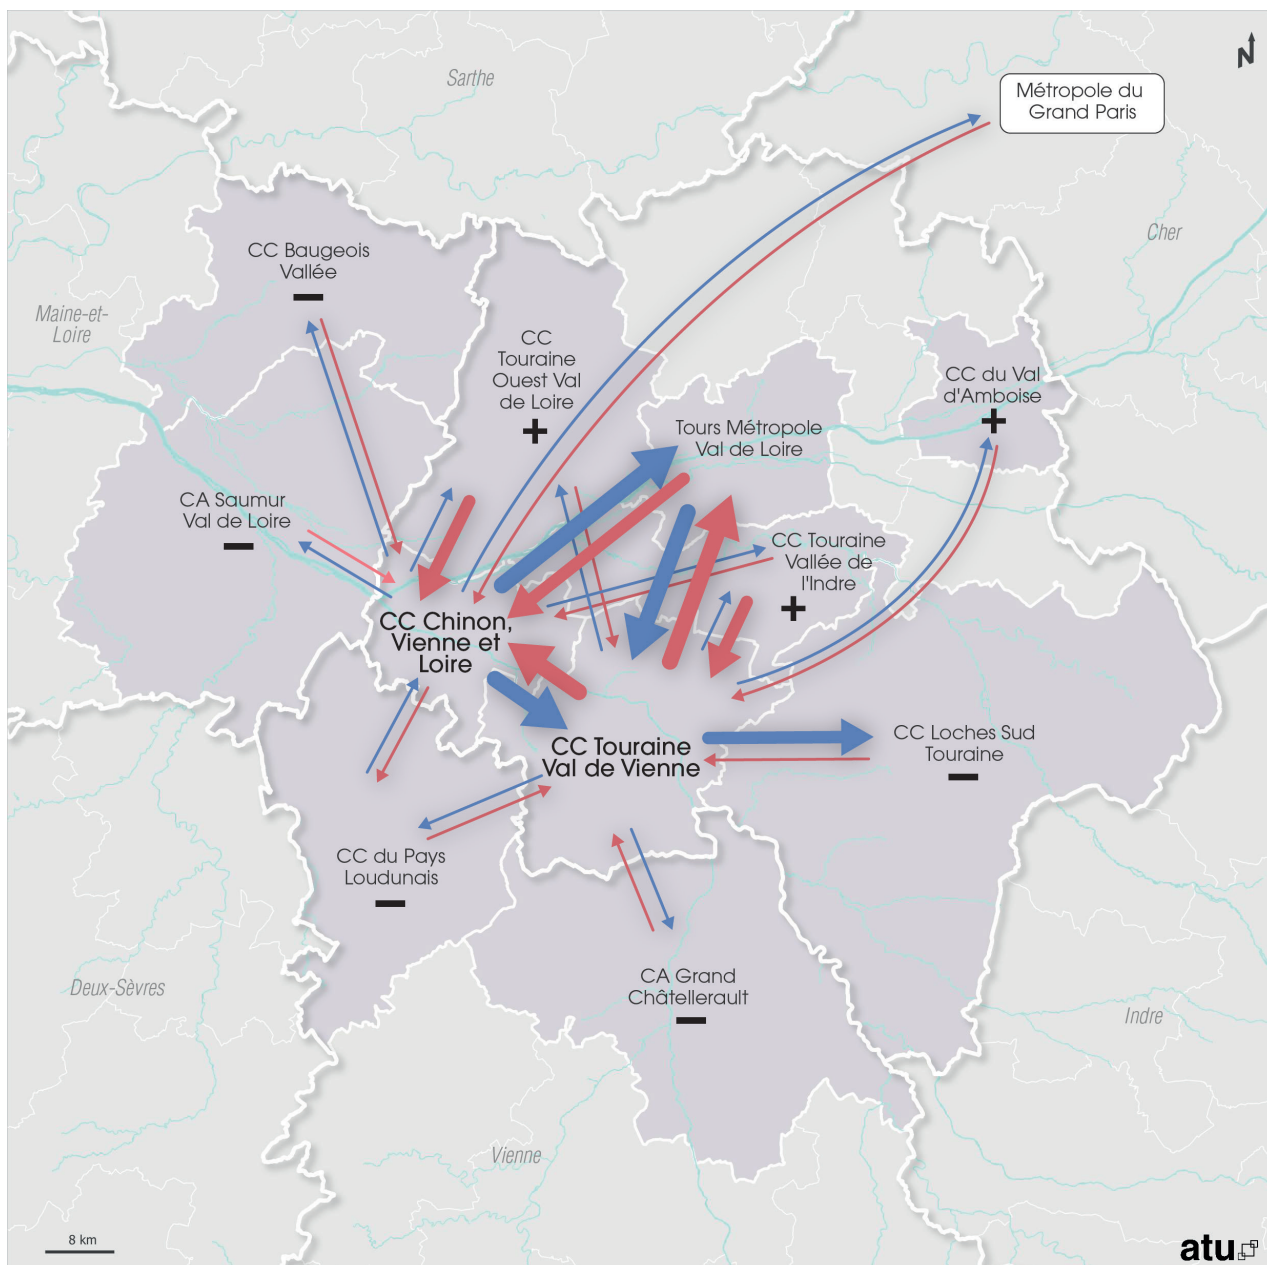 Sarthe
Métropole du
Grand Paris
N
Cher
CC Baugeois
Vallée
Maine-et-
Loire
CC
Touraine
Ouest Val
de Loire
CC du Val
d'Amboise
Tours Métropole
Val de Loire
CA Saumur
Val de Loire
CC Touraine
Vallée de
l'Indre
CC Chinon,
Vienne et
Loire
CC Loches Sud
Touraine
CC Touraine
Val de Vienne
CC du Pays
Loudunais
CA Grand
Châtellerault
Deux-Sèvres
Indre
Vienne
8 km
atu